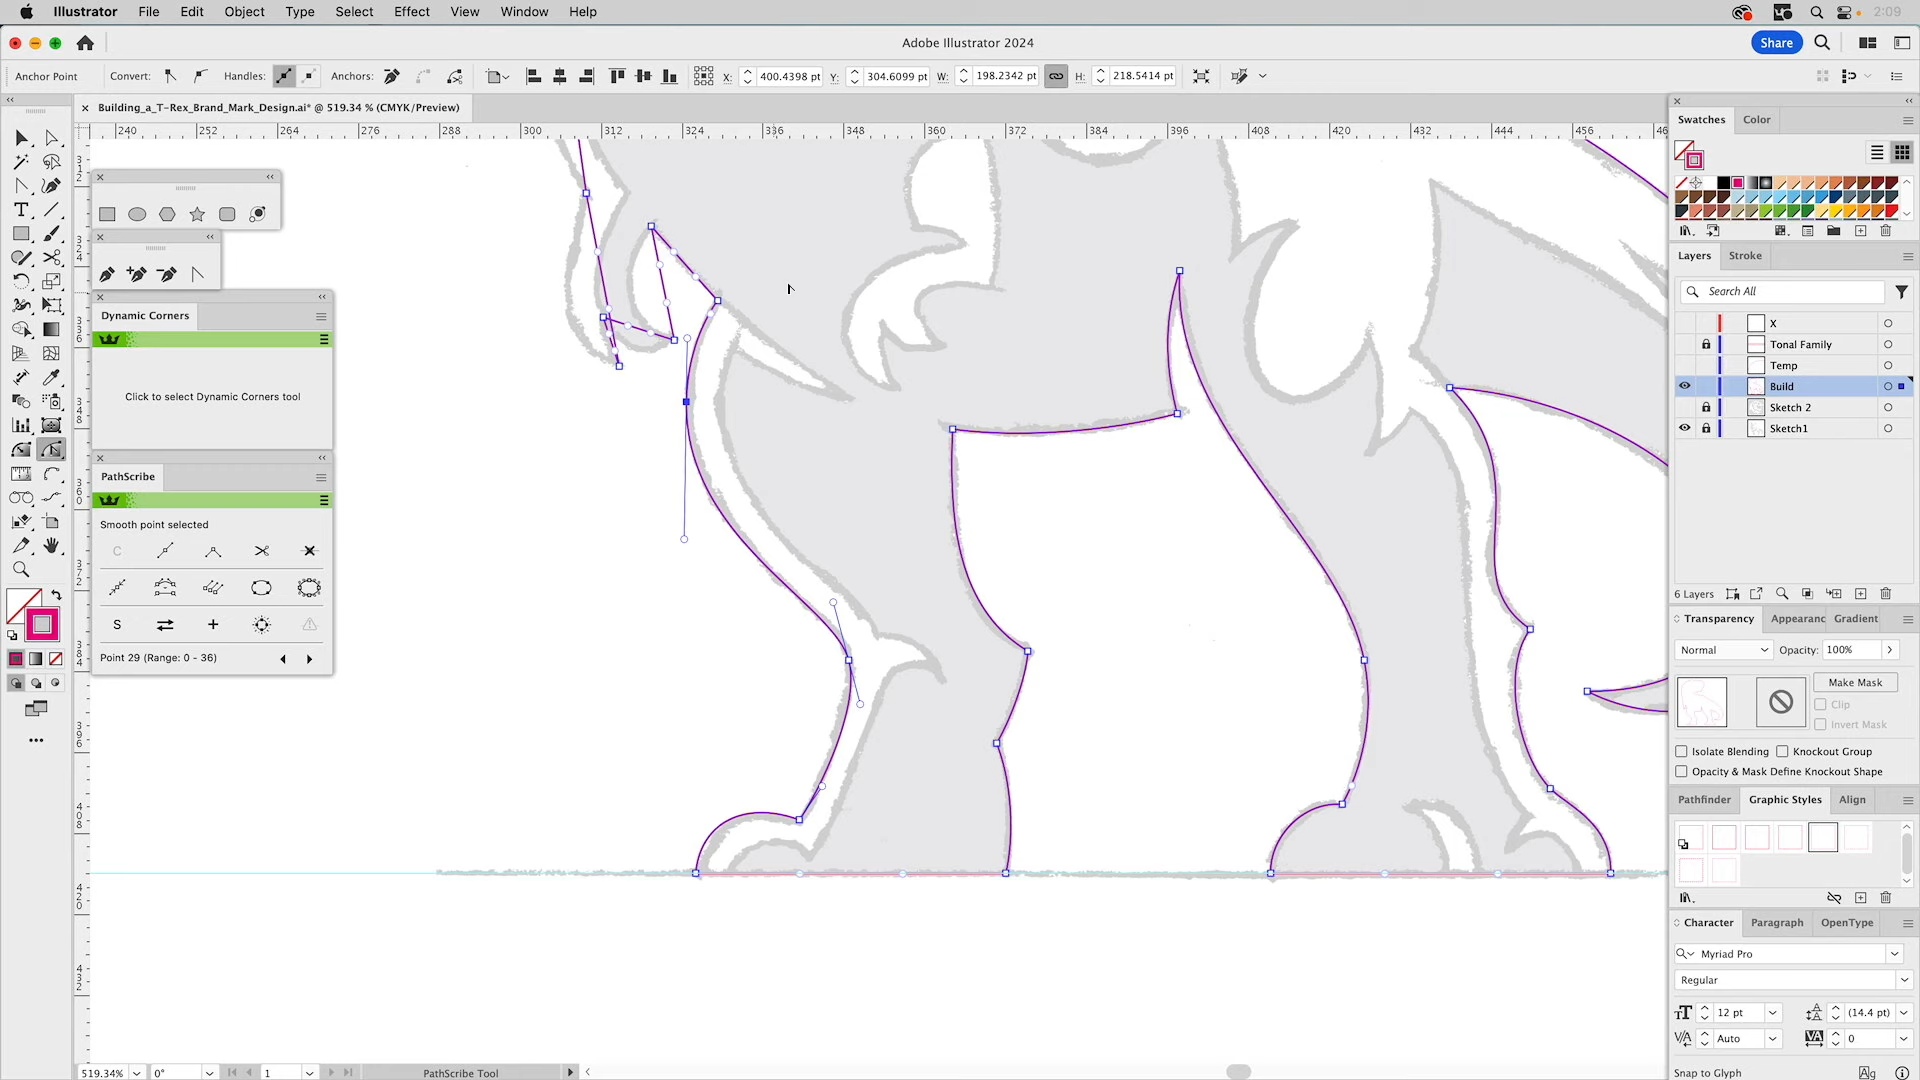 Illustrator File Edit Object Type Select Effect View Window Help 2:09
Adobe Illustrator 2024
Share
Anchor Point Convert: Handles: Anchors: X: 400.4398 pt Y: 304.6099 pt W: 198.2342 pt H: 218.5414 pt
Building_a_T-Rex_Brand_Mark_Design.ai* @ 519.34 % (CMYK/Preview)
240 252 264 276 288 300 312 324 336 348 360 372 384 396 408 420 432 444 456
Dynamic Corners
Click to select Dynamic Corners tool
PathScribe
Smooth point selected
C
S
Point 29 (Range: 0 - 36)
Swatches Color
Layers Stroke
Search All
X
Tonal Family
Temp
Build
Sketch 2
Sketch1
6 Layers
Transparency Appearanc Gradient
Normal Opacity: 100%
Make Mask
Clip
Invert Mask
Isolate Blending Knockout Group
Opacity & Mask Define Knockout Shape
Pathfinder Graphic Styles Align
Character Paragraph OpenType
Myriad Pro
Regular
12 pt (14.4 pt)
Auto 0
Snap to Glyph
519.34% 0° 1 PathScribe Tool